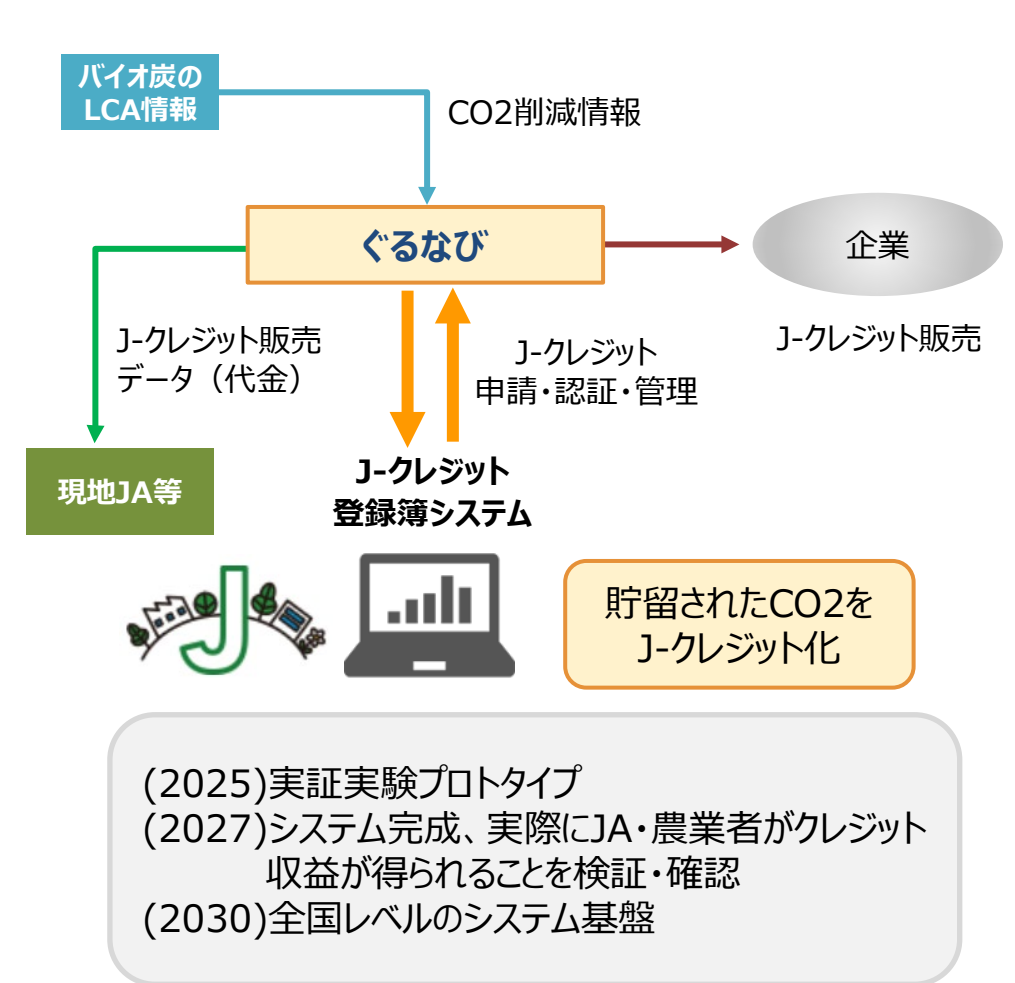 バイオ炭の
LCA情報
CO2削減情報
ぐるなび
企業
J-クレジット販売
データ（代金）
J-クレジット
申請・認証・管理
J-クレジット販売
現地JA等
J-クレジット
登録簿システム
J
貯留されたCO2を
J-クレジット化
(2025)実証実験プロトタイプ
(2027)システム完成、実際にJA・農業者がクレジット
収益が得られることを検証・確認
(2030)全国レベルのシステム基盤